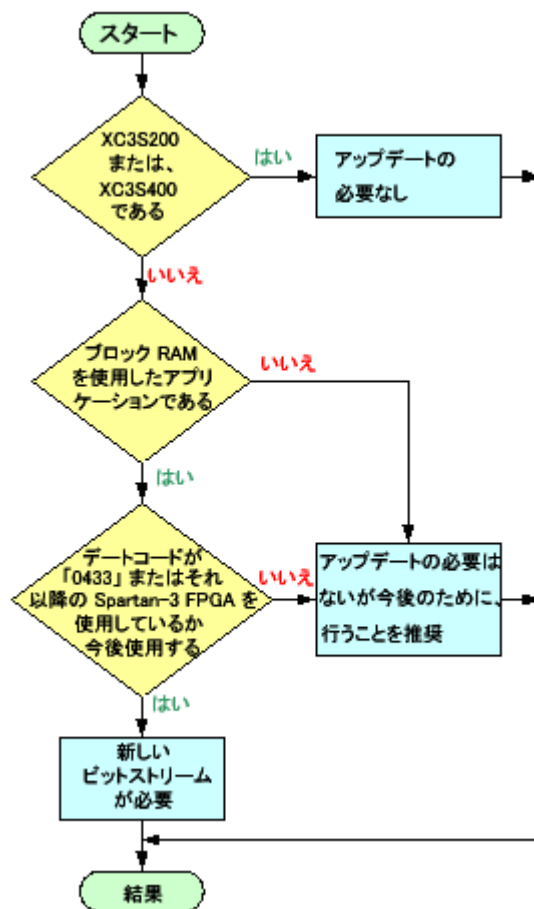 スタート
XC3S200
または、
XC3S400
である
はい
アップデートの
必要なし
いいえ
ブロック RAM
を使用したアプリ
ケーションである
いいえ
はい
デートコードが
「0433」またはそれ
以降の Spartan-3 FPGA を
使用しているか
今後使用する
いいえ
アップデートの必要は
ないが今後のために、
行うことを推奨
はい
新しい
ビットストリーム
が必要
結果